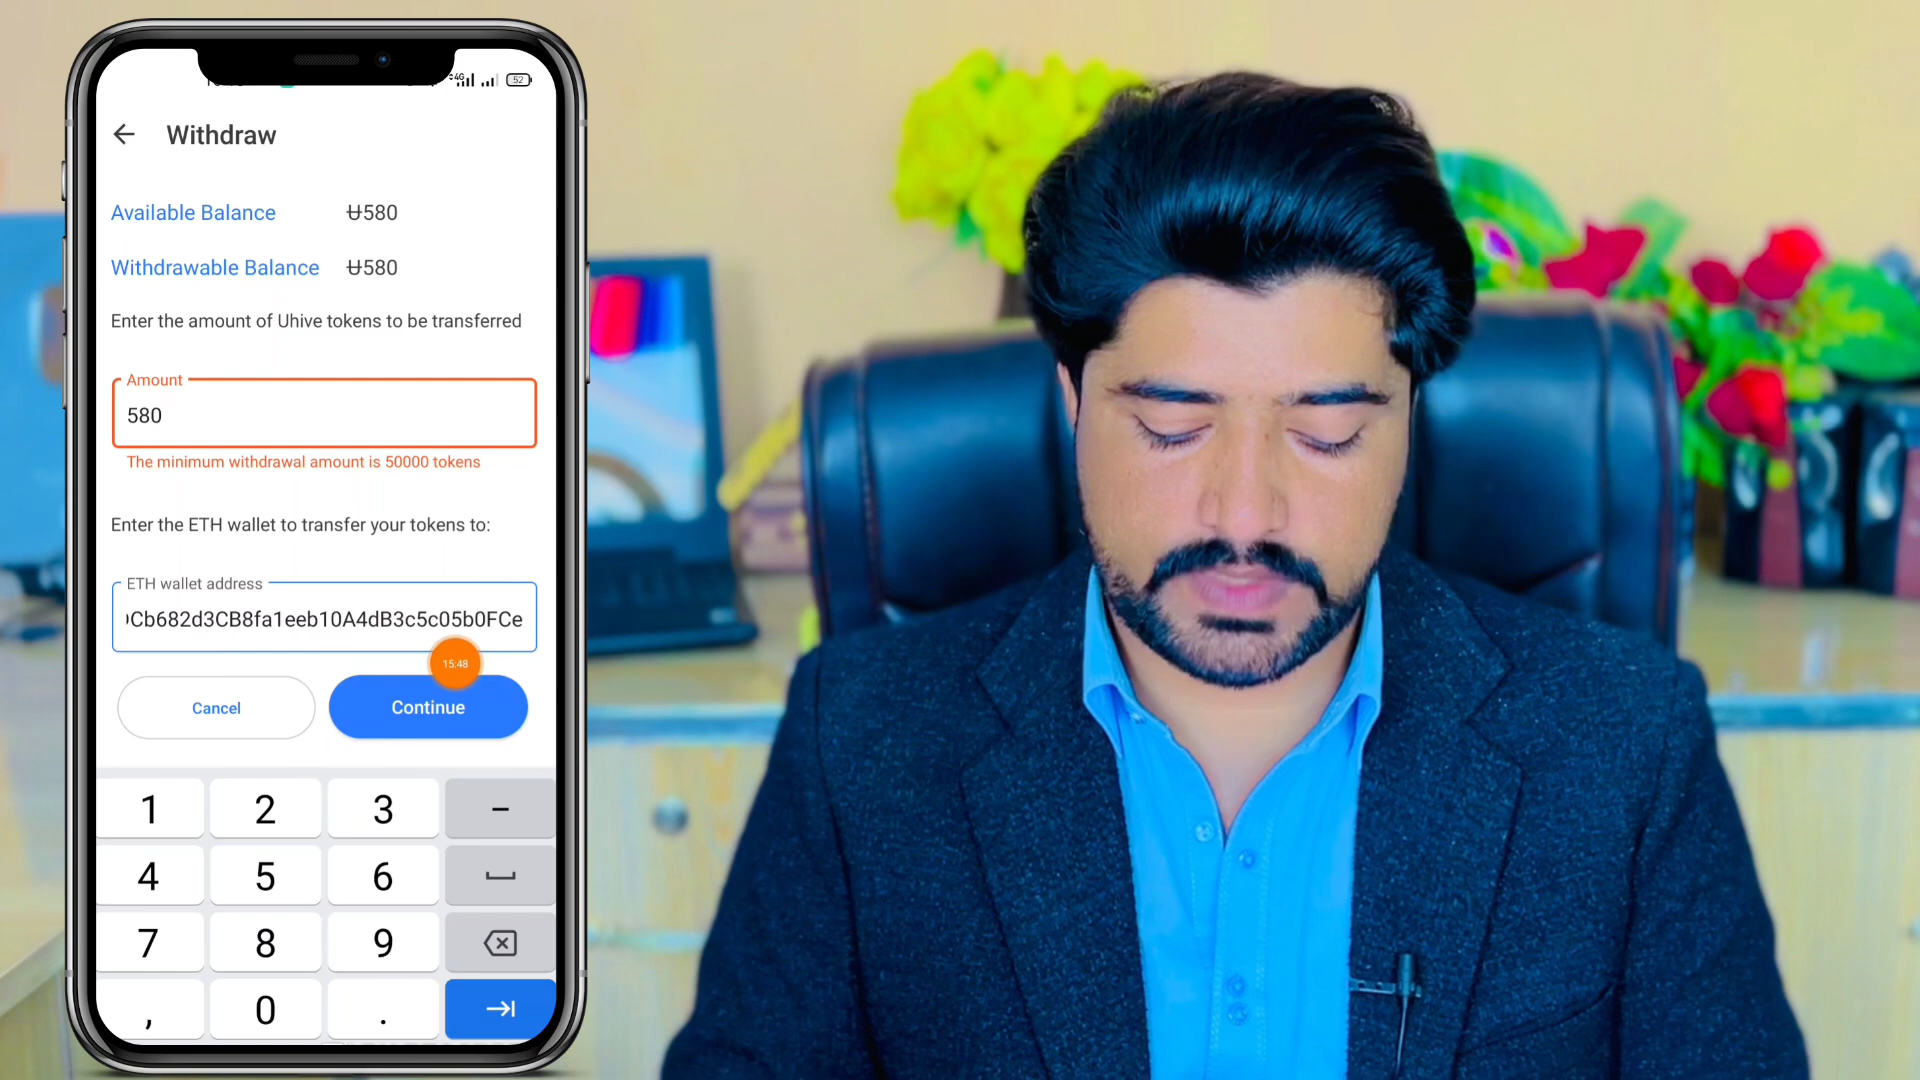 4G
52
Withdraw
Available Balance Ʉ580
Withdrawable Balance Ʉ580
Enter the amount of Uhive tokens to be transferred
Amount
580
The minimum withdrawal amount is 50000 tokens
Enter the ETH wallet to transfer your tokens to:
ETH wallet address
Cb682d3CB8fa1eeb10A4dB3c5c05b0FCe
15:48
Cancel Continue
1 2 3 -
4 5 6
7 8 9
, 0 .